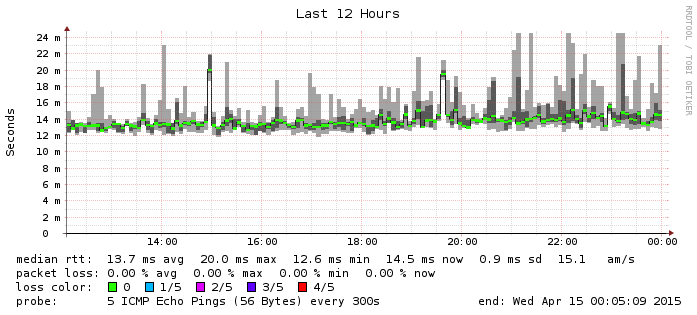 Last 12 Hours
RRDTOOL / TOBI OETIKER
Seconds
24 m
22 m
20 m
18 m
16 m
14 m
12 m
10 m
8 m
6 m
4 m
2 m
0
14:00 16:00 18:00 20:00 22:00 00:00
median rtt: 13.7 ms avg 20.0 ms max 12.6 ms min 14.5 ms now 0.9 ms sd 15.1 am/s
packet loss: 0.00 % avg 0.00 % max 0.00 % min 0.00 % now
loss color: 0 1/5 2/5 3/5 4/5
probe: 5 ICMP Echo Pings (56 Bytes) every 300s end: Wed Apr 15 00:05:09 2015